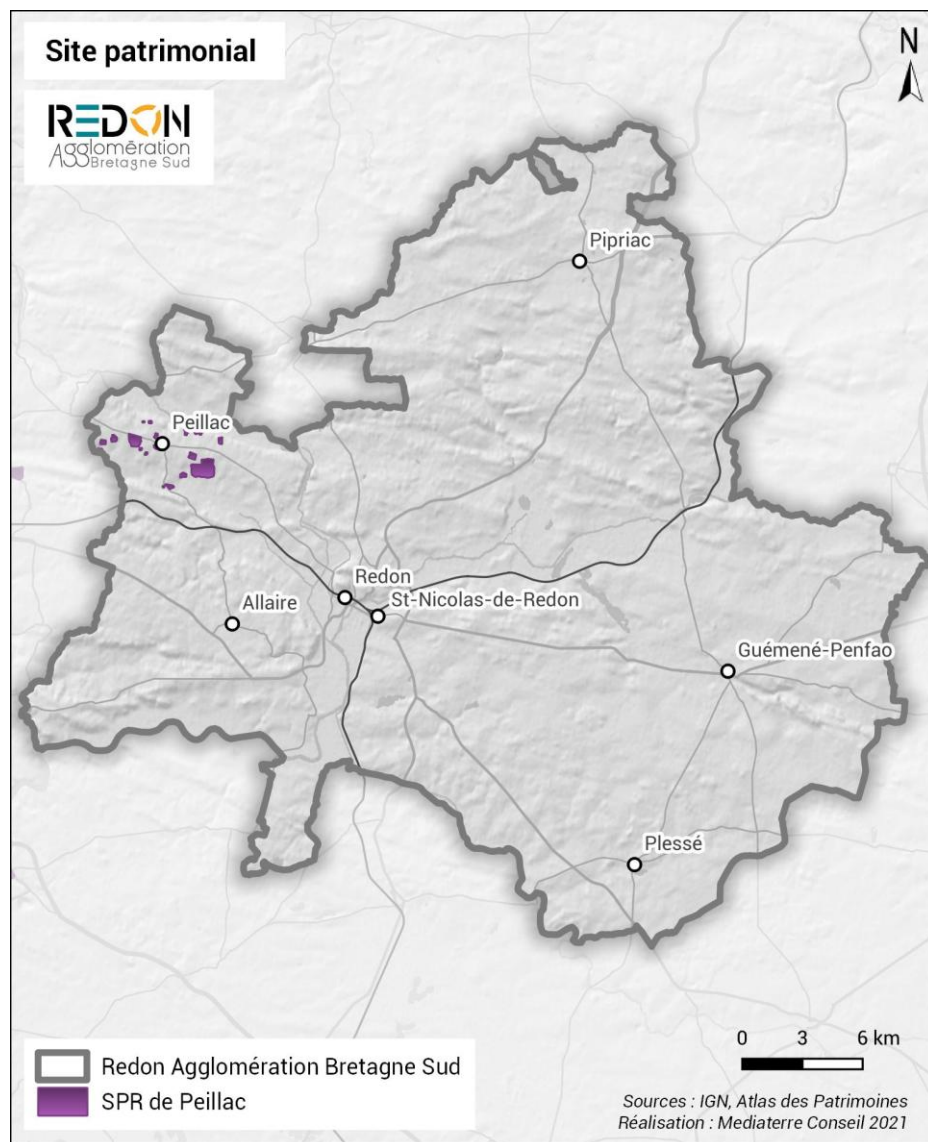 Site patrimonial
N
REDON
Agglomération
Bretagne Sud
Pipriac
Peillac
Redon
St-Nicolas-de-Redon
Allaire
Guémené-Penfao
Plessé
0 3 6 km
Redon Agglomération Bretagne Sud
SPR de Peillac
Sources : IGN, Atlas des Patrimoines
Réalisation : Mediaterre Conseil 2021